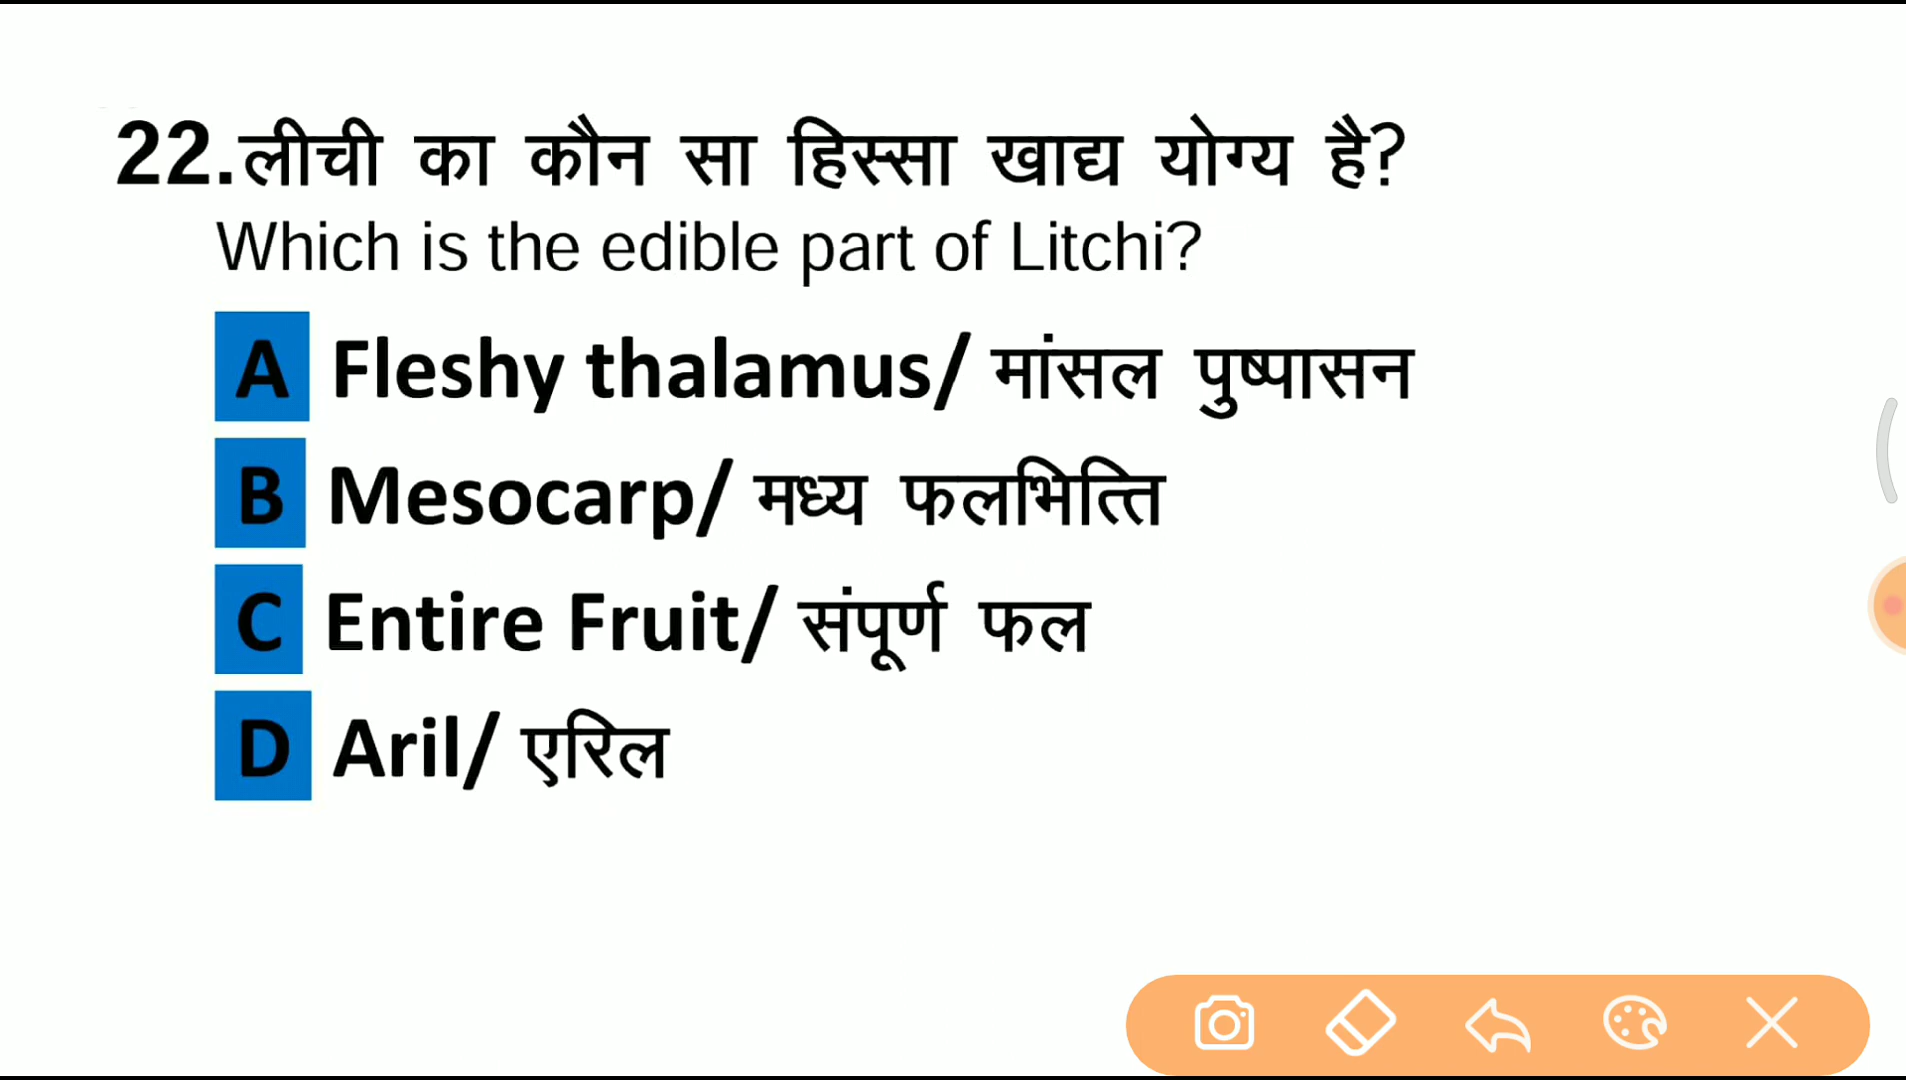 22.लीची का कौन सा हिस्सा खाद्य योग्य है?
Which is the edible part of Litchi?
A Fleshy thalamus/ मांसल पुष्पासन
B Mesocarp/ मध्य फलभित्ति
C Entire Fruit/ संपूर्ण फल
D Aril/ एरिल